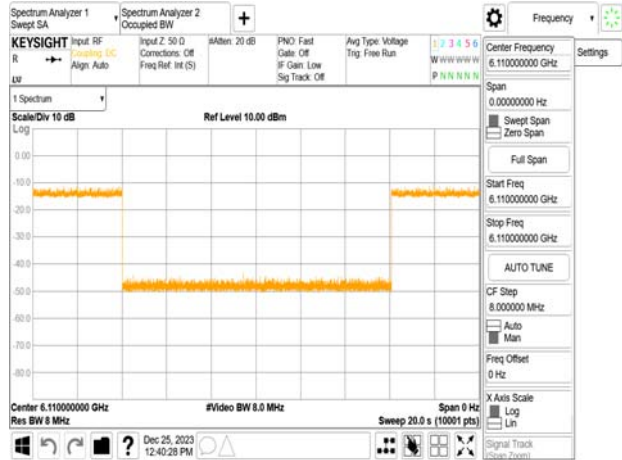 Spectrum Analyzer 1
Swept SA
Spectrum Analyzer 2
Occupied BW
+
Frequency
KEYSIGHT
R
Input: RF
Coupling: DC
Align: Auto
Input Z: 50 Ω
Corrections: Off
Freq Ref: Int (S)
#Atten: 20 dB
PNO: Fast
Gate: Off
IF Gain: Low
Sig Track: Off
Avg Type: Voltage
Trig: Free Run
1 2 3 4 5 6
W W W W W W
P N N N N N
1 Spectrum
Scale/Div 10 dB
Ref Level 10.00 dBm
Log
0.00
-10.0
-20.0
-30.0
-40.0
-50.0
-60.0
-70.0
-80.0
Center 6.110000000 GHz
Res BW 8 MHz
#Video BW 8.0 MHz
Span 0 Hz
Sweep 20.0 s (10001 pts)
Dec 25, 2023
12:40:28 PM
?
Center Frequency
6.110000000 GHz
Settings
Span
0.00000000 Hz
Swept Span
Zero Span
Full Span
Start Freq
6.110000000 GHz
Stop Freq
6.110000000 GHz
AUTO TUNE
CF Step
8.000000 MHz
Auto
Man
Freq Offset
0 Hz
X Axis Scale
Log
Lin
Signal Track
(Span Zoom)